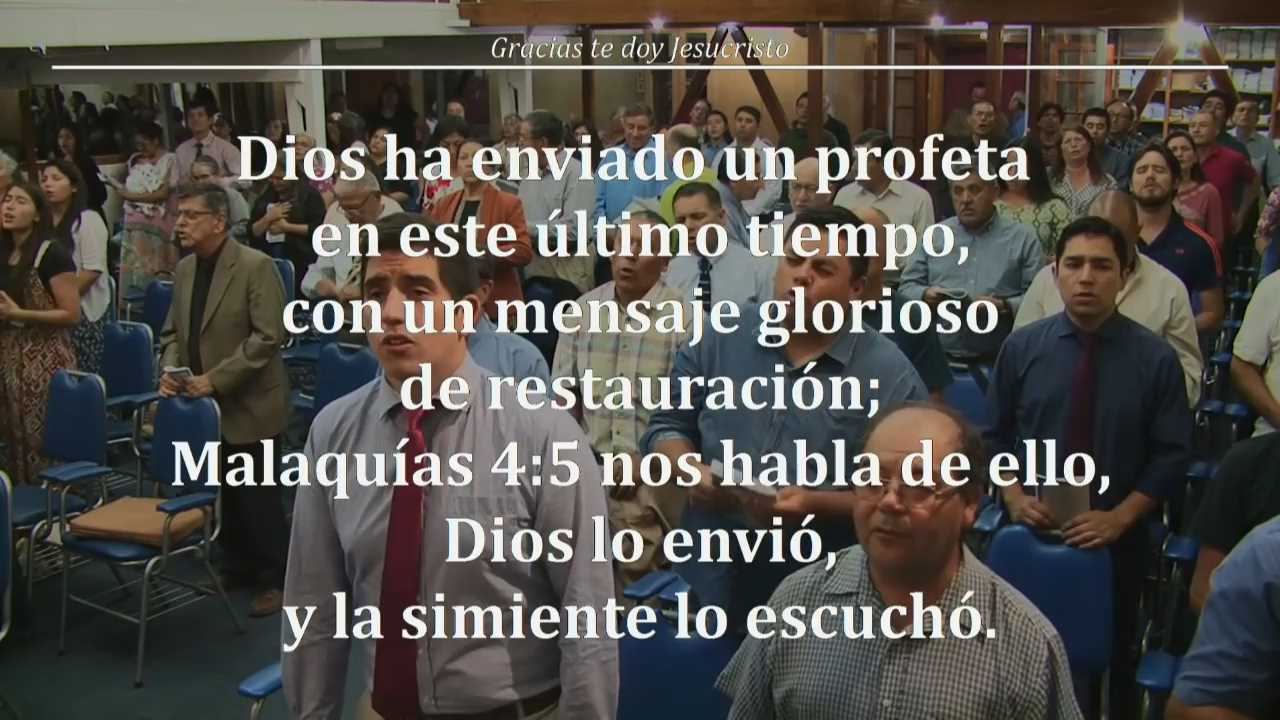 Gracias te doy Jesucristo
Dios ha enviado un profeta
en este último tiempo,
con un mensaje glorioso
de restauración;
Malaquías 4:5 nos habla de ello,
Dios lo envió,
y la simiente lo escuchó.